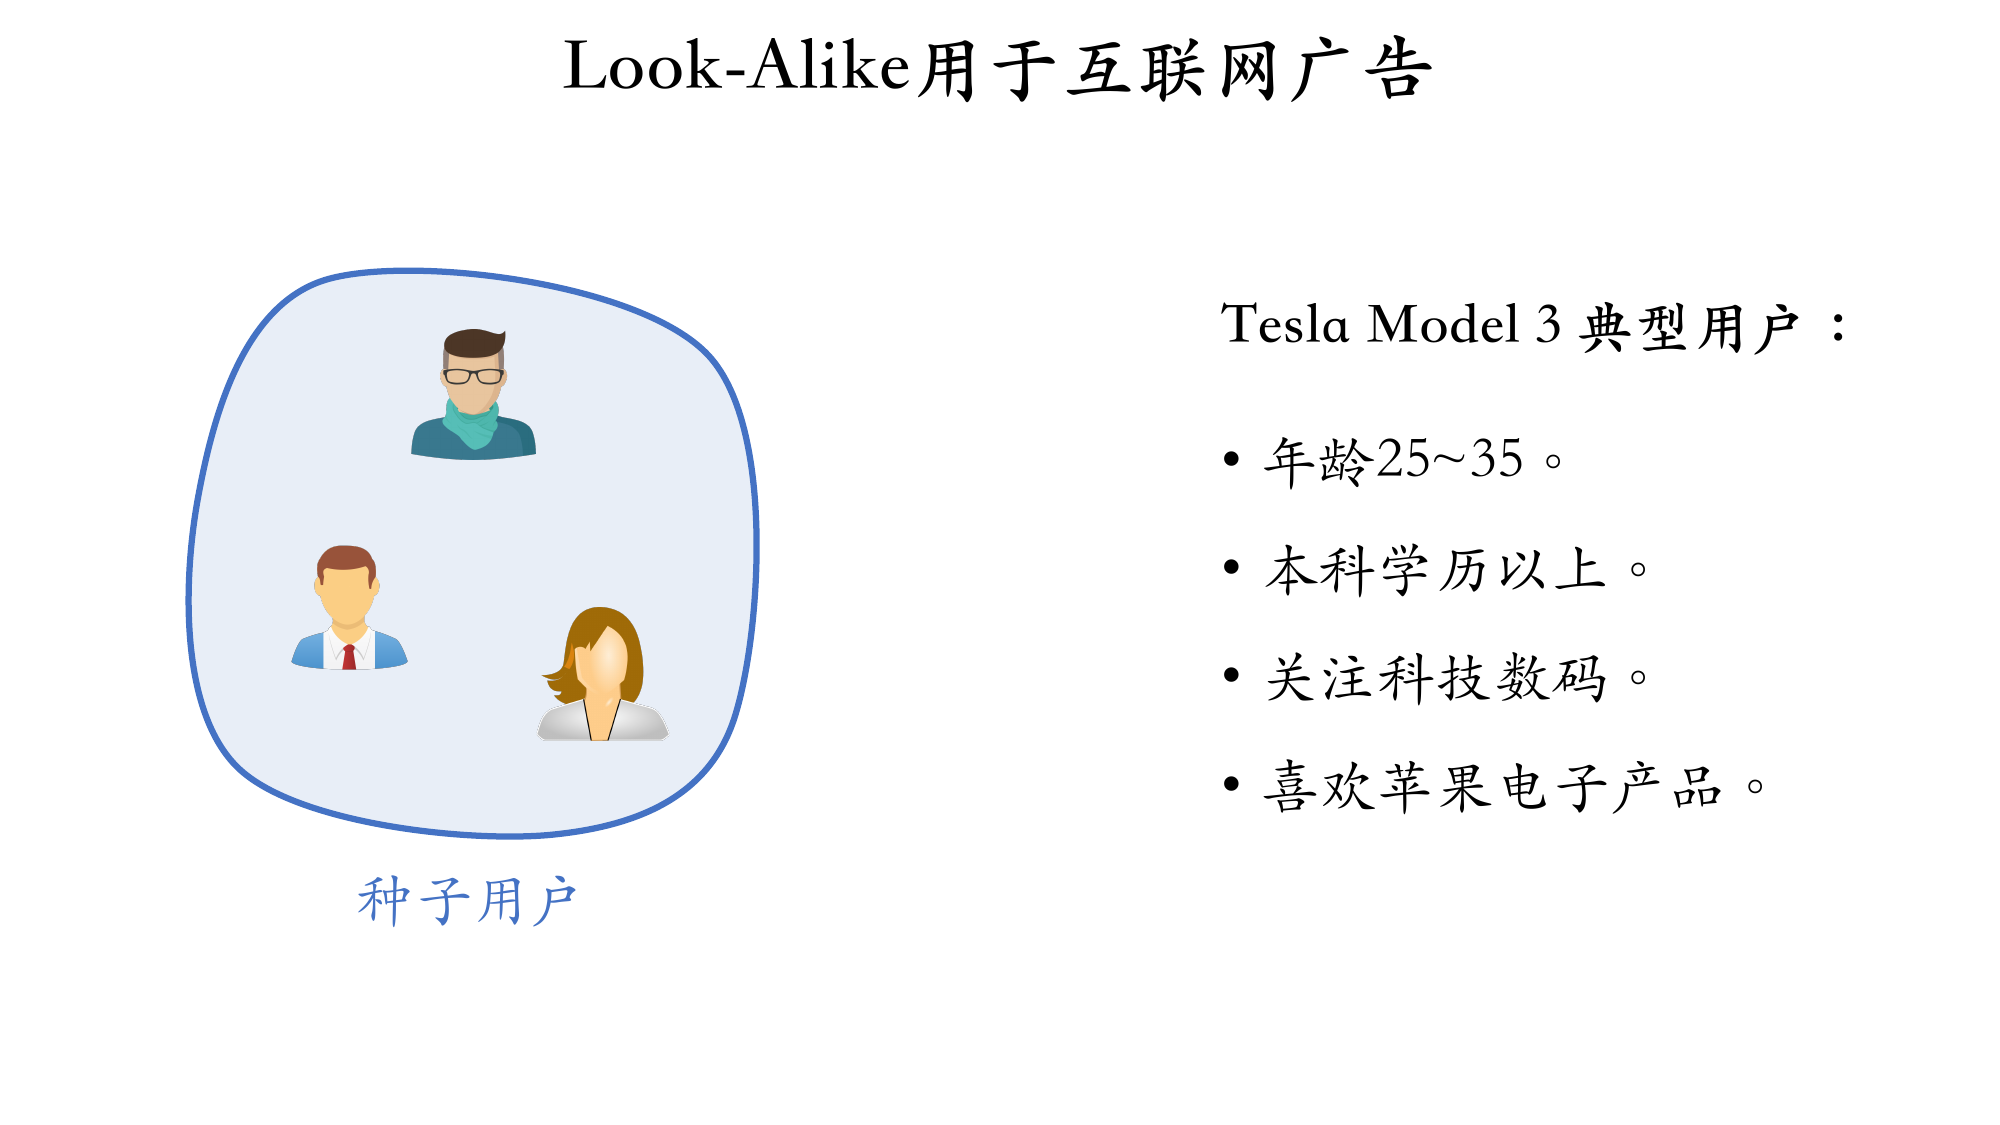 Look-Alike用于互联网广告
Tesla Model 3 典型用户：
• 年龄25~35。
• 本科学历以上。
• 关注科技数码。
• 喜欢苹果电子产品。
种子用户